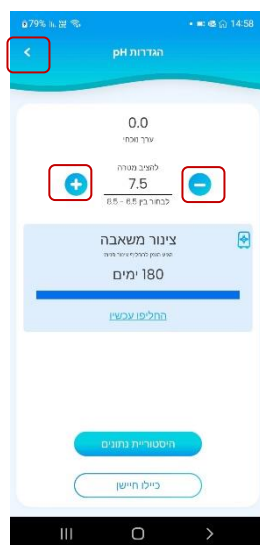 79% 14:58
הגדרות pH
0.0
ערך נוכחי
להציב מטרה
7.5
לבחור בין 6.5 - 8.5
צינור משאבה
180 ימים
החליפו עכשיו
היסטוריית נתונים
כיילו חיישן